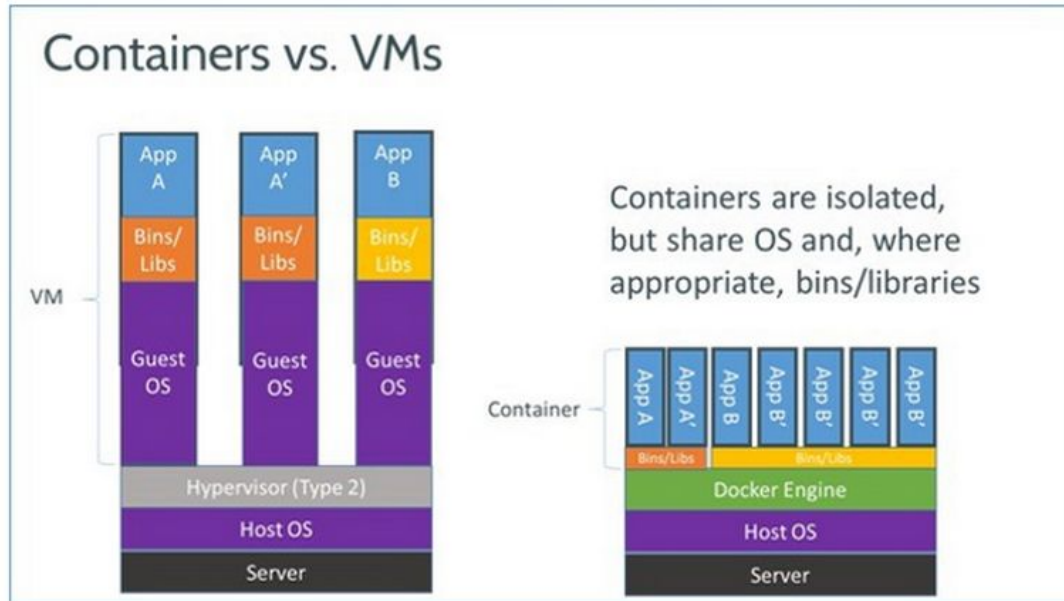 Containers vs. VMs
VM
App
A
Bins/
Libs
Guest
OS
App
A’
Bins/
Libs
Guest
OS
App
B
Bins/
Libs
Guest
OS
Hypervisor (Type 2)
Host OS
Server
Containers are isolated,
but share OS and, where
appropriate, bins/libraries
Container
App A
App A’
App B
App B’
App B’
App B’
App B’
Bins/Libs
Bins/Libs
Docker Engine
Host OS
Server